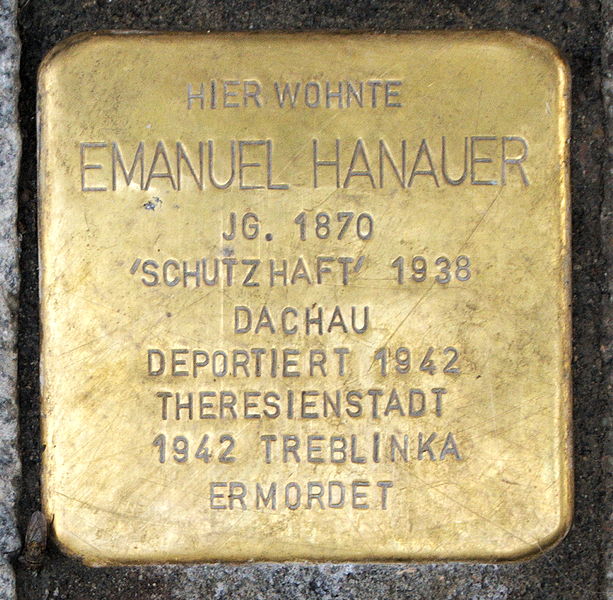 HIER WOHNTE
EMANUEL HANAUER
JG. 1870
'SCHUTZHAFT' 1938
DACHAU
DEPORTIERT 1942
THERESIENSTADT
1942 TREBLINKA
ERMORDET